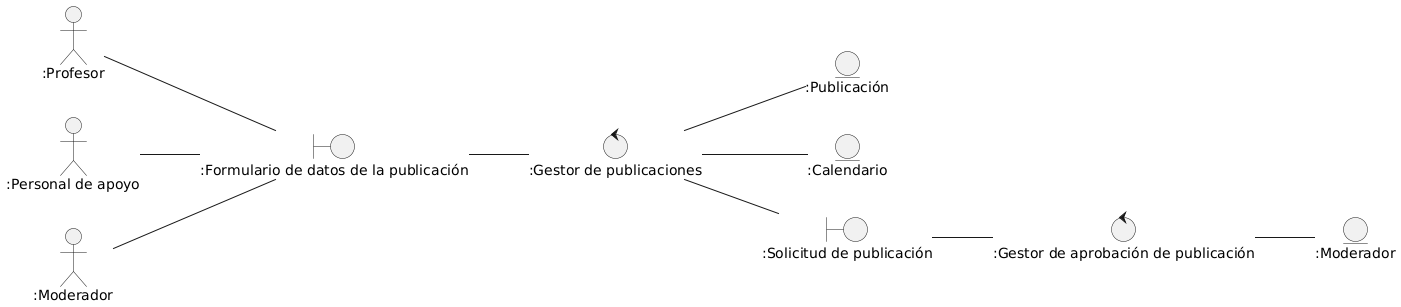 :Profesor
:Publicación
:Personal de apoyo
:Formulario de datos de la publicación
:Gestor de publicaciones
:Calendario
:Moderador
:Solicitud de publicación
:Gestor de aprobación de publicación
:Moderador